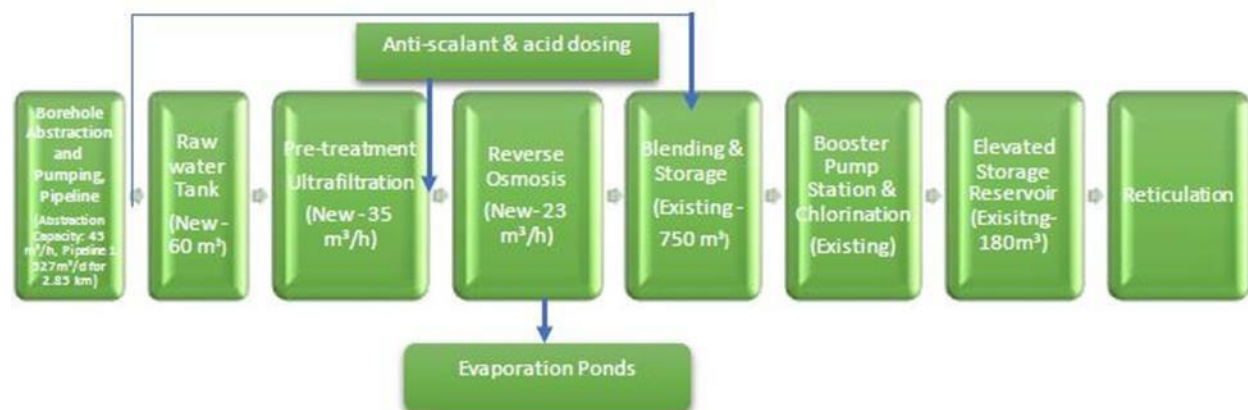 Anti-scalant & acid dosing
Borehole
Abstraction
and
Pumping,
Pipeline
(Abstraction
Capacity: 43
m³/h, Pipeline 1
327m³/d for
2.85 km)
Raw
water
Tank
(New-
60 m³)
Pre-treatment
Ultrafiltration
(New-35
m³/h)
Reverse
Osmosis
(New-23
m³/h)
Blending &
Storage
(Existing-
750 m³)
Booster
Pump
Station &
Chlorination
(Existing)
Elevated
Storage
Reservoir
(Exisitng-
180m³)
Reticulation
Evaporation Ponds